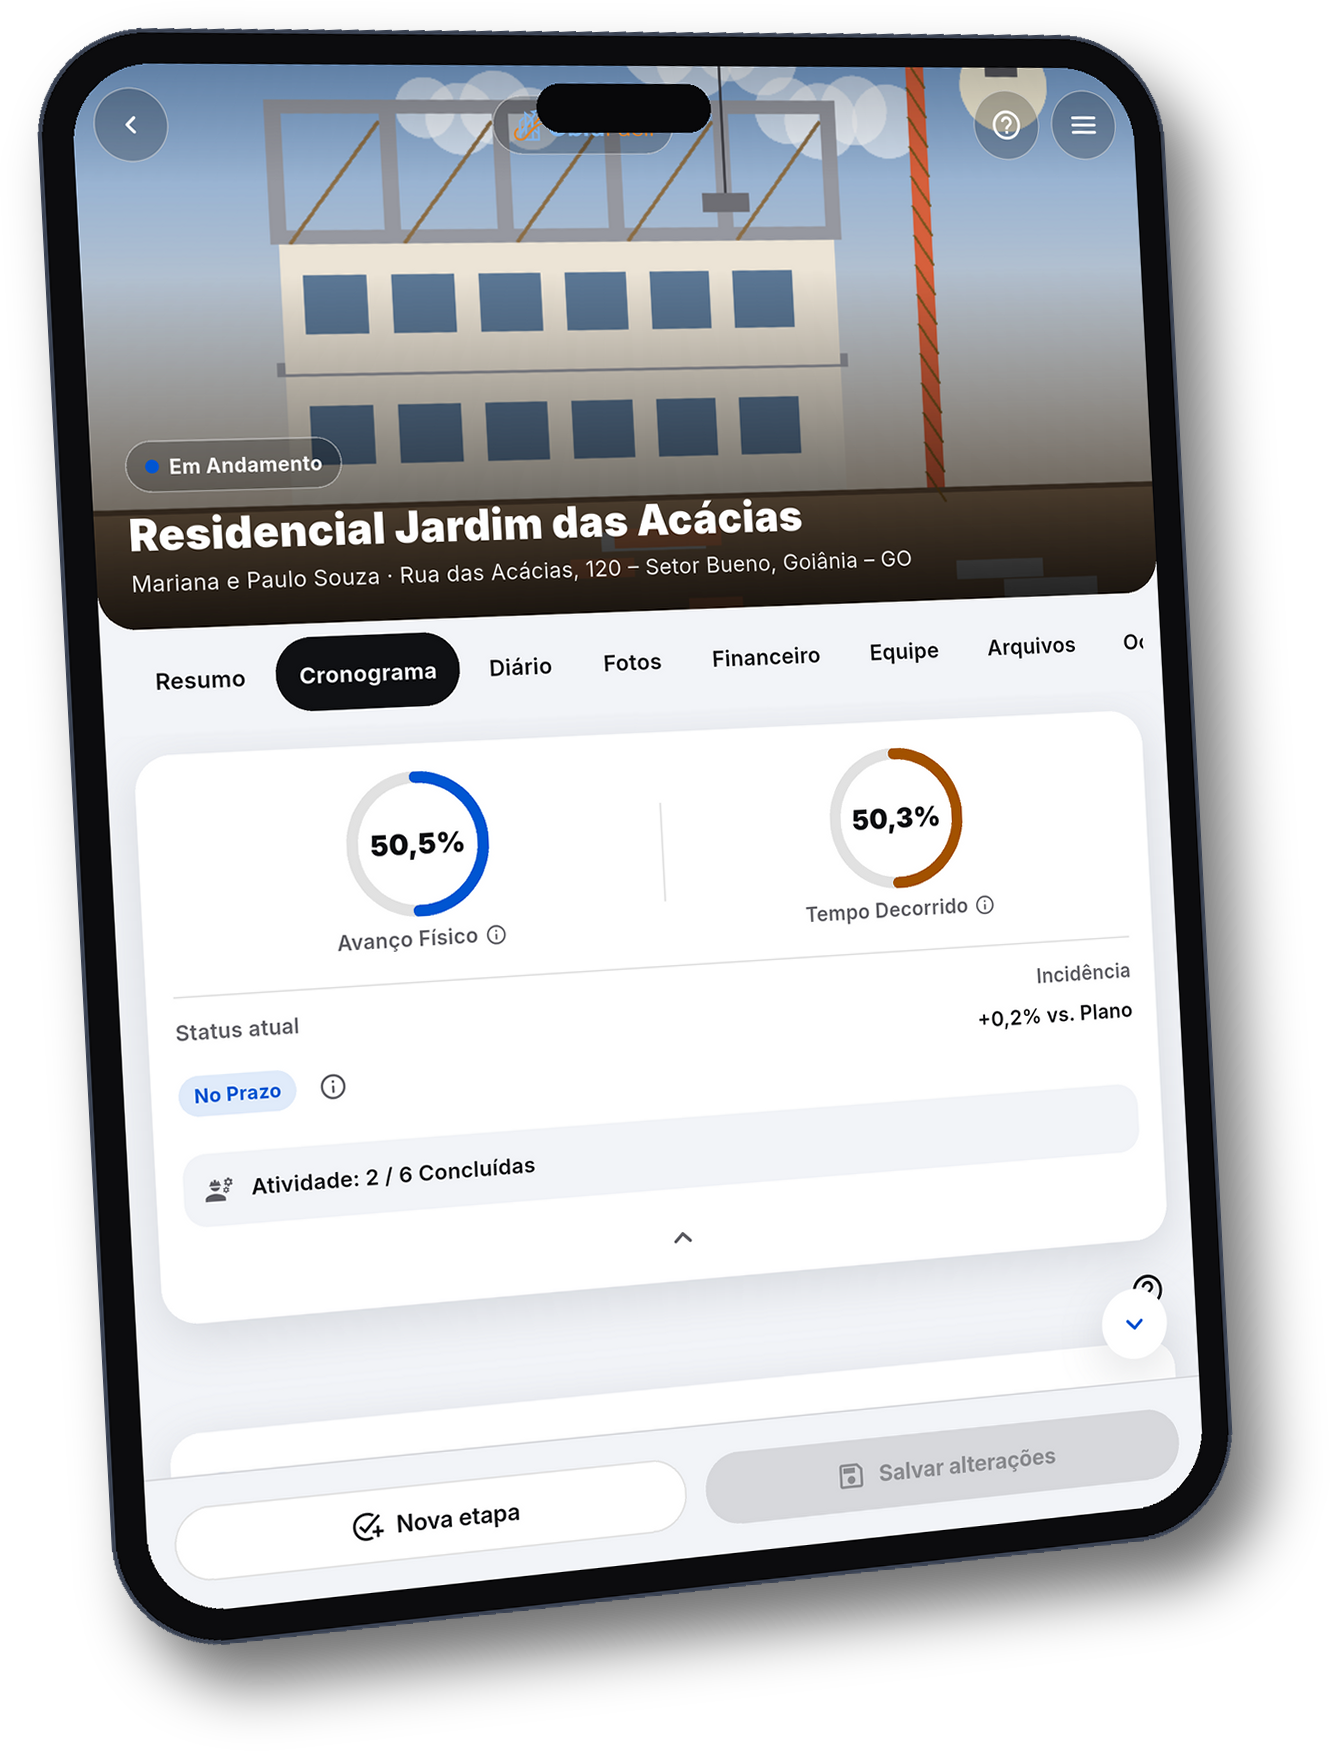 Em Andamento
Residencial Jardim das Acácias
Mariana e Paulo Souza · Rua das Acácias, 120 – Setor Bueno, Goiânia – GO
Resumo Cronograma Diário Fotos Financeiro Equipe Arquivos
50,5% 50,3%
Avanço Físico Tempo Decorrido
Incidência
Status atual
+0,2% vs. Plano
No Prazo
Atividade: 2 / 6 Concluídas
Nova etapa Salvar alterações